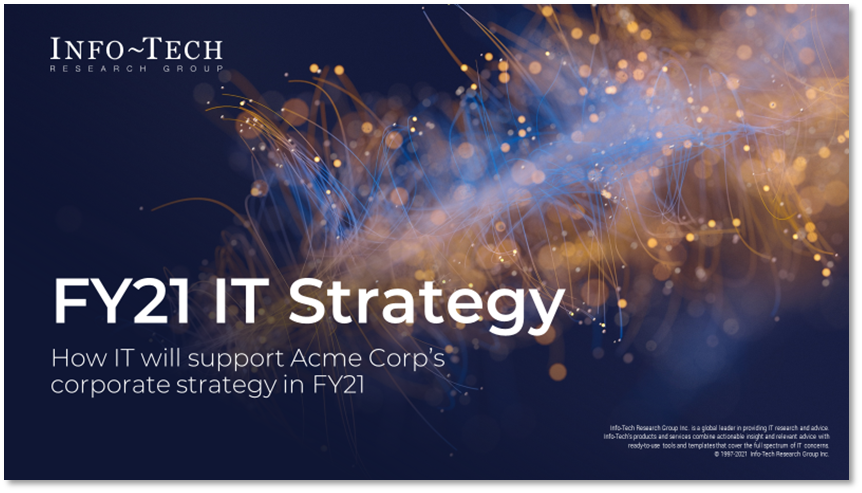 INFO~TECH
RESEARCH GROUP
FY21 IT Strategy
How IT will support Acme Corp's
corporate strategy in FY21
Info-Tech Research Group Inc. is a global leader in providing IT research and advice.
Info-Tech's products and services combine actionable insight and relevant advice with
ready-to-use tools and templates that cover the full spectrum of IT concerns.
© 1997-2021 Info-Tech Research Group Inc.